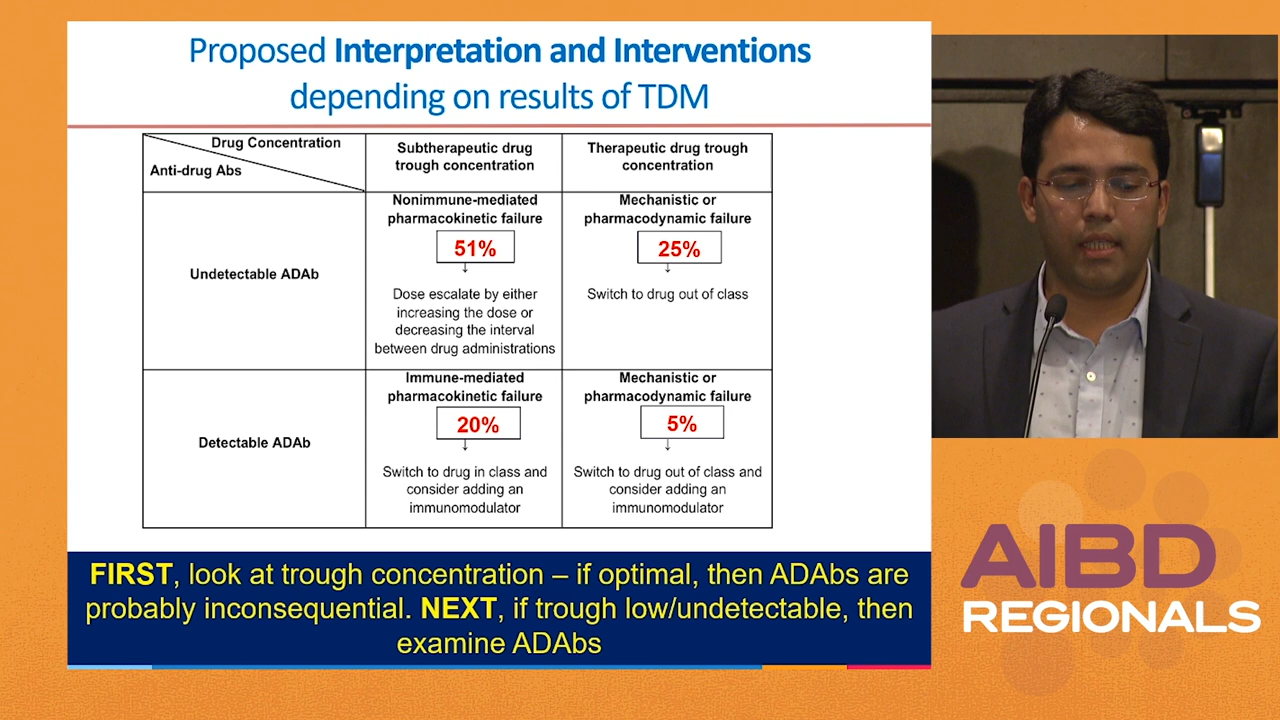 Proposed Interpretation and Interventions
depending on results of TDM
Drug Concentration
Anti-drug Abs
Subtherapeutic drug
trough concentration
Therapeutic drug trough
concentration
Undetectable ADAb
Nonimmune-mediated
pharmacokinetic failure
51%
Dose escalate by either
increasing the dose or
decreasing the interval
between drug administrations
Mechanistic or
pharmacodynamic failure
25%
Switch to drug out of class
Detectable ADAb
Immune-mediated
pharmacokinetic failure
20%
Switch to drug in class and
consider adding an
immunomodulator
Mechanistic or
pharmacodynamic failure
5%
Switch to drug out of class and
consider adding an
immunomodulator
FIRST, look at trough concentration – if optimal, then ADAbs are
probably inconsequential. NEXT, if trough low/undetectable, then
examine ADAbs
AIBD
REGIONALS